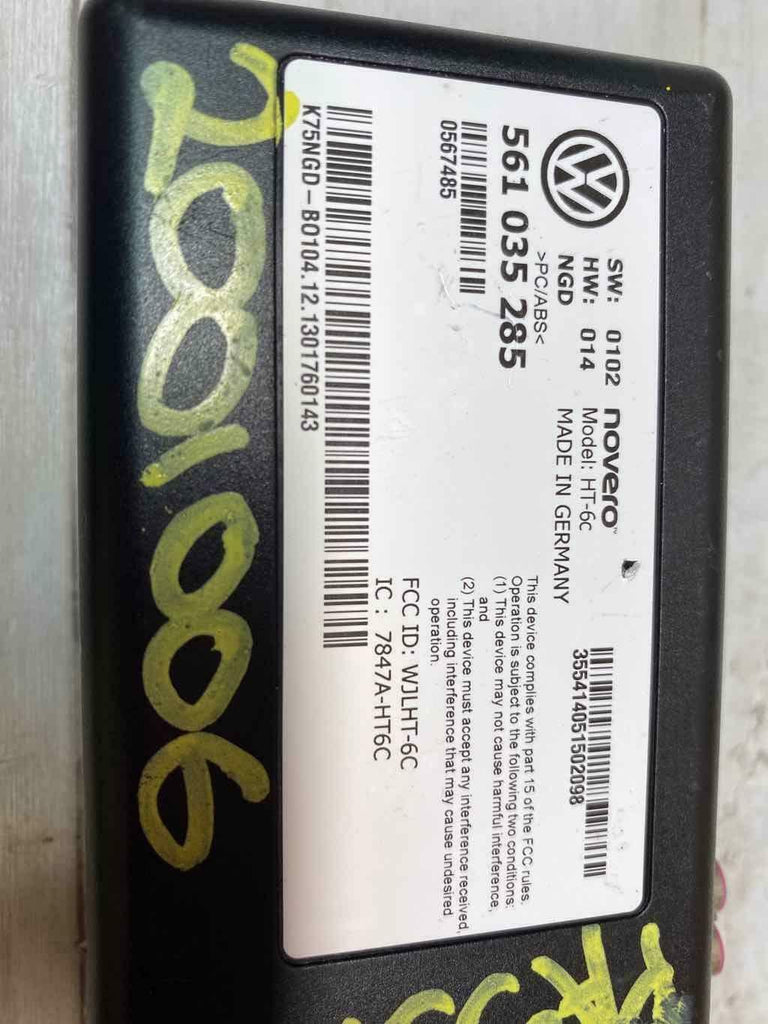 SW: 0102
HW: 014
NGD
novero™
Model: HT-6c
MADE IN GERMANY
355414051502098
>PC/ABS<
561 035 285
0567485
This device complies with part 15 of the FCC rules.
Operation is subject to the following two conditions:
(1) This device may not cause harmful interference,
and
(2) This device must accept any interference received,
including interference that may cause undesired
operation.
FCC ID: WJLHT-6C
IC : 7847A-HT6C
K75NGD-B0104.12.1301760143
2001006